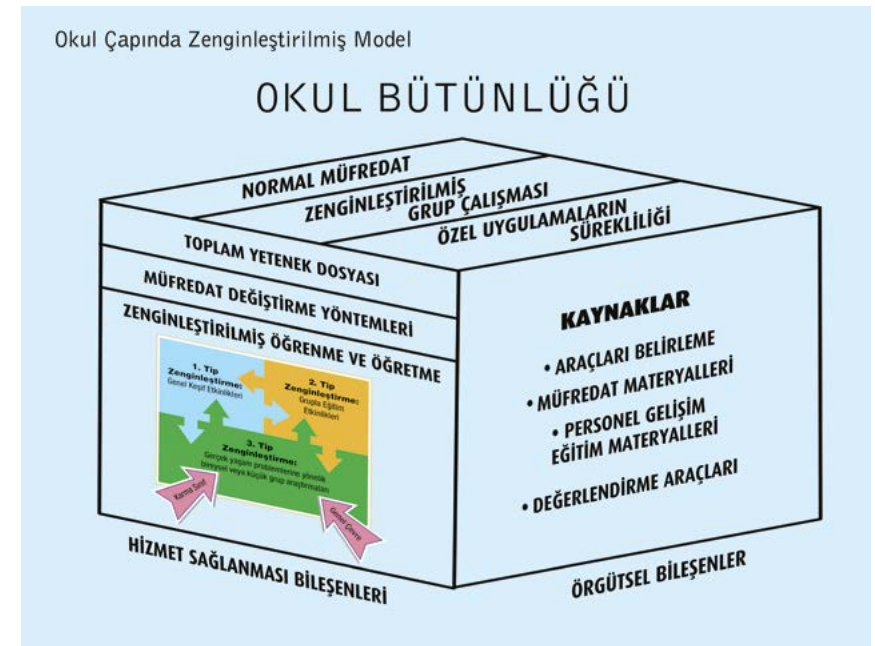 Okul Çapında Zenginleştirilmiş Model
OKUL BÜTÜNLÜĞÜ
NORMAL MÜFREDAT
ZENGİNLEŞTİRİLMİŞ
GRUP ÇALIŞMASI
ÖZEL UYGULAMALARIN
SÜREKLİLİĞİ
TOPLAM YETENEK DOSYASI
MÜFREDAT DEĞİŞTİRME YÖNTEMLERİ
ZENGİNLEŞTİRİLMİŞ ÖĞRENME VE ÖĞRETME
1. Tip
Zenginleştirme:
Genel Keşif Etkinlikleri
2. Tip
Zenginleştirme:
Grupla Eğitim
Etkinlikleri
3. Tip
Zenginleştirme:
Gerçek yaşam problemlerine yönelik
bireysel veya küçük grup araştırmaları
Karma Sınıf
Genel Çevre
HİZMET SAĞLANMASI BİLEŞENLERİ
KAYNAKLAR
• ARAÇLARI BELİRLEME
• MÜFREDAT MATERYALLERİ
• PERSONEL GELİŞİM
EĞİTİM MATERYALLERİ
• DEĞERLENDİRME ARAÇLARI
ÖRGÜTSEL BİLEŞENLER